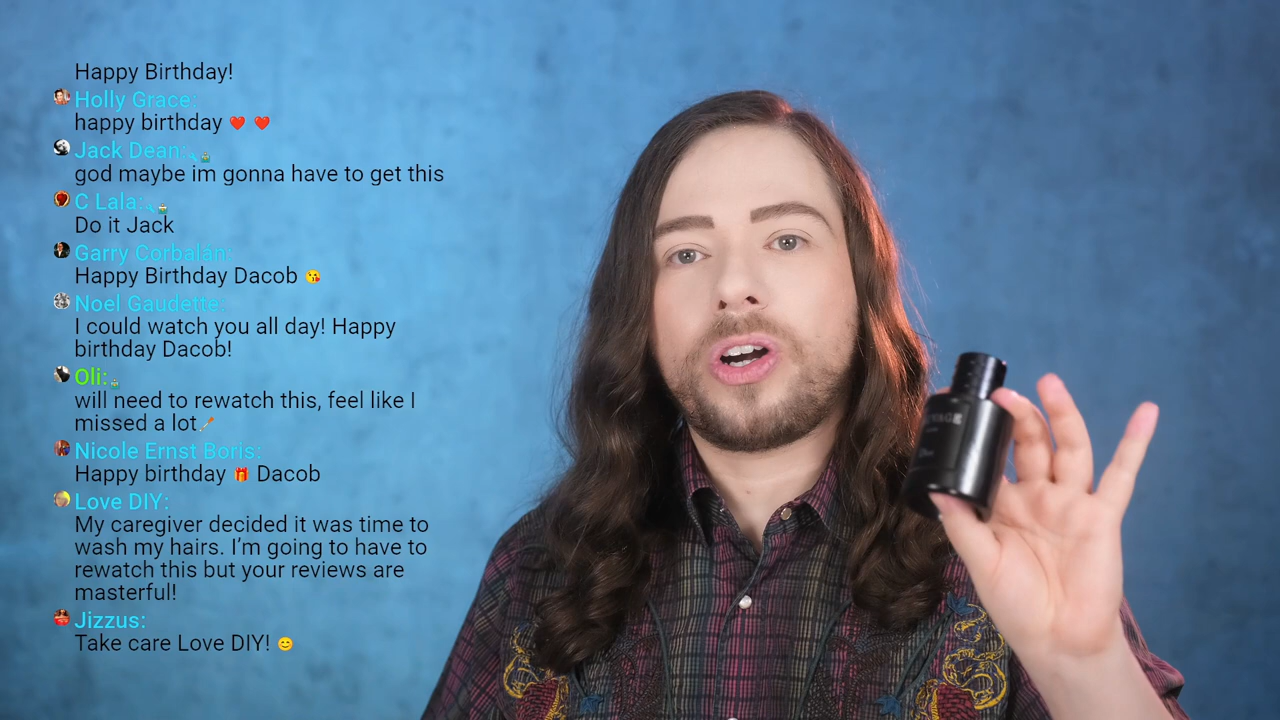 Happy Birthday!
Holly Grace:
happy birthday ❤️ ❤️
Jack Dean:
god maybe im gonna have to get this
C Lala:
Do it Jack
Garry Corbalán:
Happy Birthday Dacob 😘
Noel Gaudette:
I could watch you all day! Happy
birthday Dacob!
Oli:
will need to rewatch this, feel like I
missed a lot
Nicole Ernst Boris:
Happy birthday 🎁 Dacob
Love DIY:
My caregiver decided it was time to
wash my hairs. I'm going to have to
rewatch this but your reviews are
masterful!
Jizzus:
Take care Love DIY! 😊